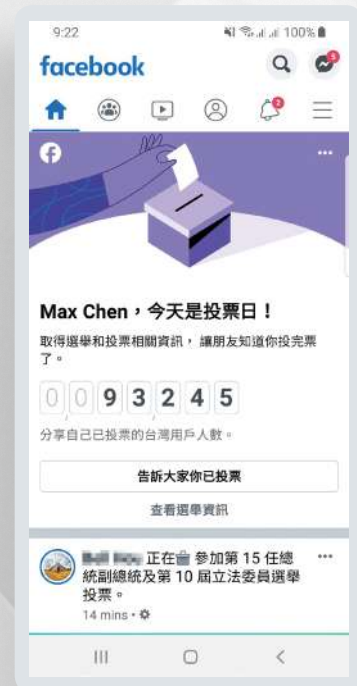 9:22
100%
facebook
5
2
Max Chen，今天是投票日！
取得選舉和投票相關資訊， 讓朋友知道你投完票
了。
0 0 9 3 2 4 5
分享自己已投票的台灣用戶人數。
告訴大家你已投票
查看選舉資訊
正在 參加第 15 任總
統副總統及第 10 屆立法委員選舉
投票。
14 mins